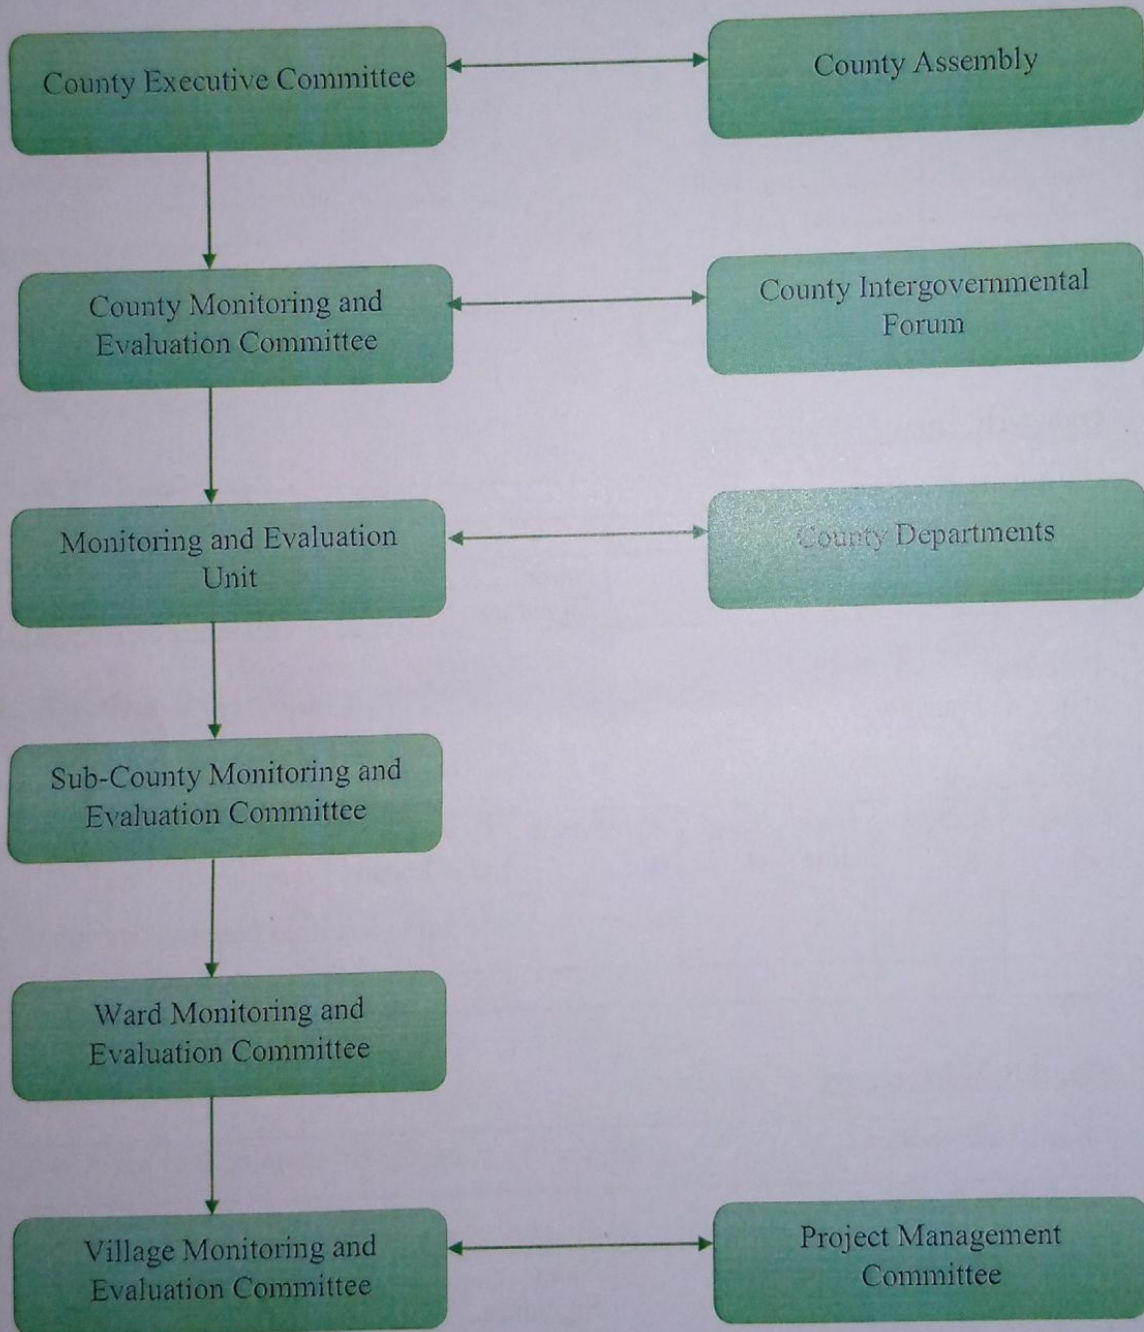 County Executive Committee
County Assembly
County Monitoring and
Evaluation Committee
County Intergovernmental
Forum
Monitoring and Evaluation
Unit
County Departments
Sub-County Monitoring and
Evaluation Committee
Ward Monitoring and
Evaluation Committee
Village Monitoring and
Evaluation Committee
Project Management
Committee